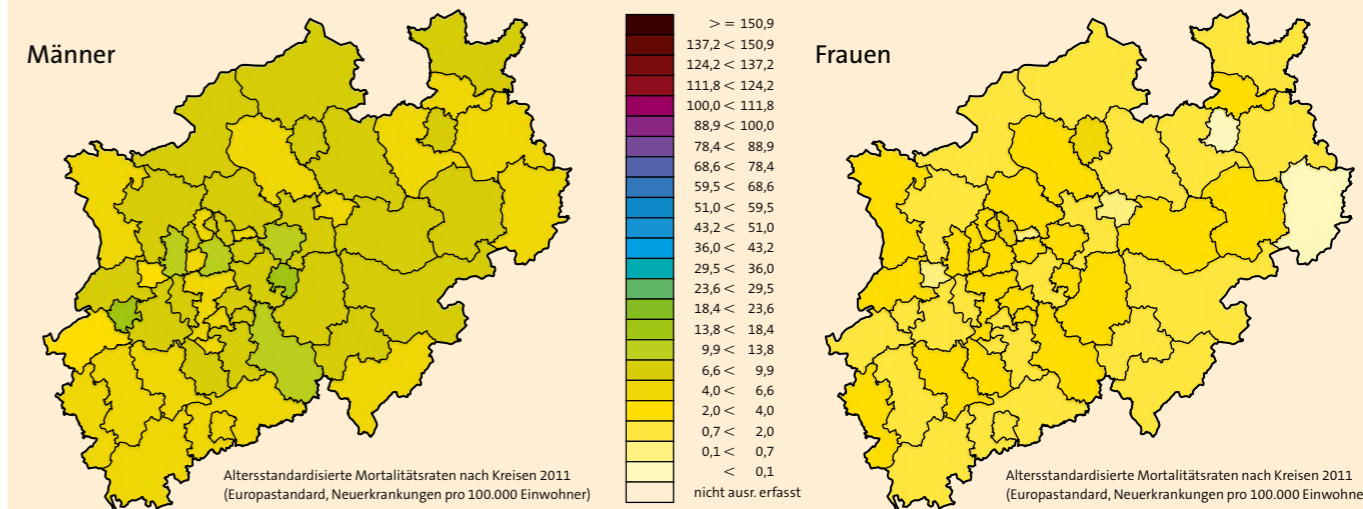 Männer
> = 150,9
137,2 < 150,9
124,2 < 137,2
111,8 < 124,2
100,0 < 111,8
88,9 < 100,0
78,4 < 88,9
68,6 < 78,4
59,5 < 68,6
51,0 < 59,5
43,2 < 51,0
36,0 < 43,2
29,5 < 36,0
23,6 < 29,5
18,4 < 23,6
13,8 < 18,4
9,9 < 13,8
6,6 < 9,9
4,0 < 6,6
2,0 < 4,0
0,7 < 2,0
0,1 < 0,7
< 0,1
nicht ausr. erfasst
Altersstandardisierte Mortalitätsraten nach Kreisen 2011
(Europastandard, Neuerkrankungen pro 100.000 Einwohner)
Frauen
Altersstandardisierte Mortalitätsraten nach Kreisen 2011
(Europastandard, Neuerkrankungen pro 100.000 Einwohne